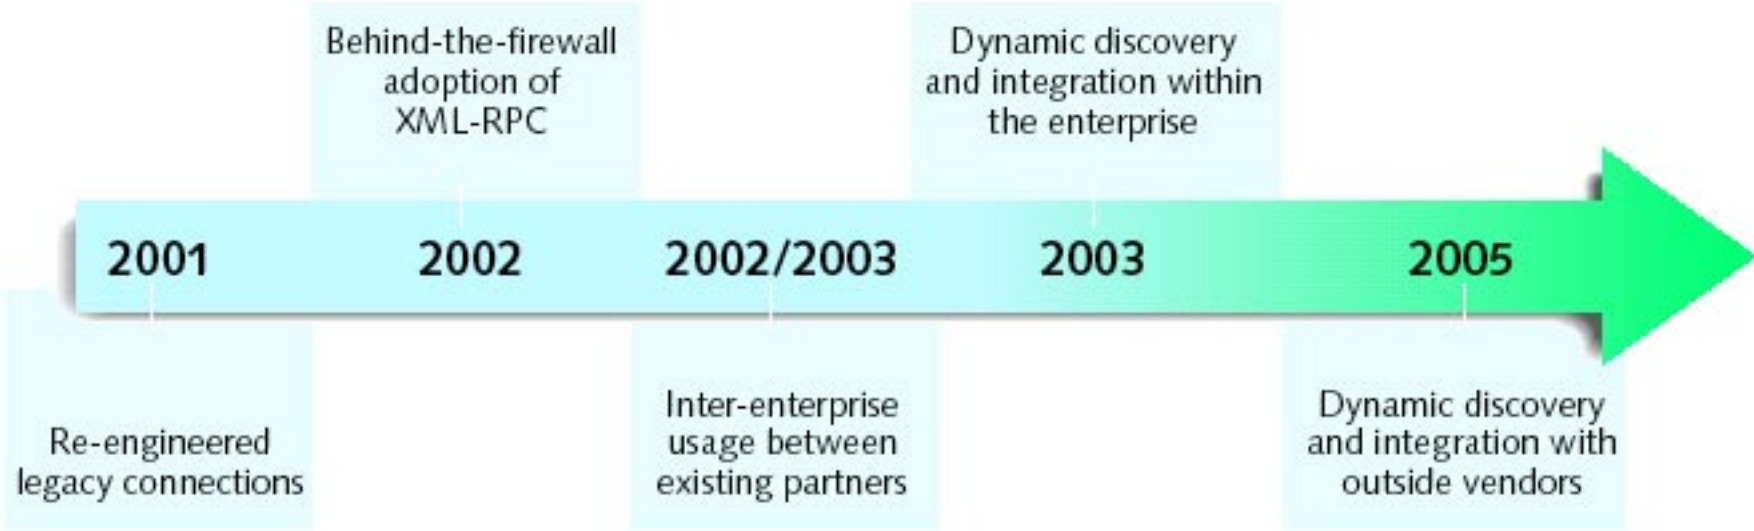 Behind-the-firewall
adoption of
XML-RPC
Dynamic discovery
and integration within
the enterprise
2001
2002
2002/2003
2003
2005
Re-engineered
legacy connections
Inter-enterprise
usage between
existing partners
Dynamic discovery
and integration with
outside vendors